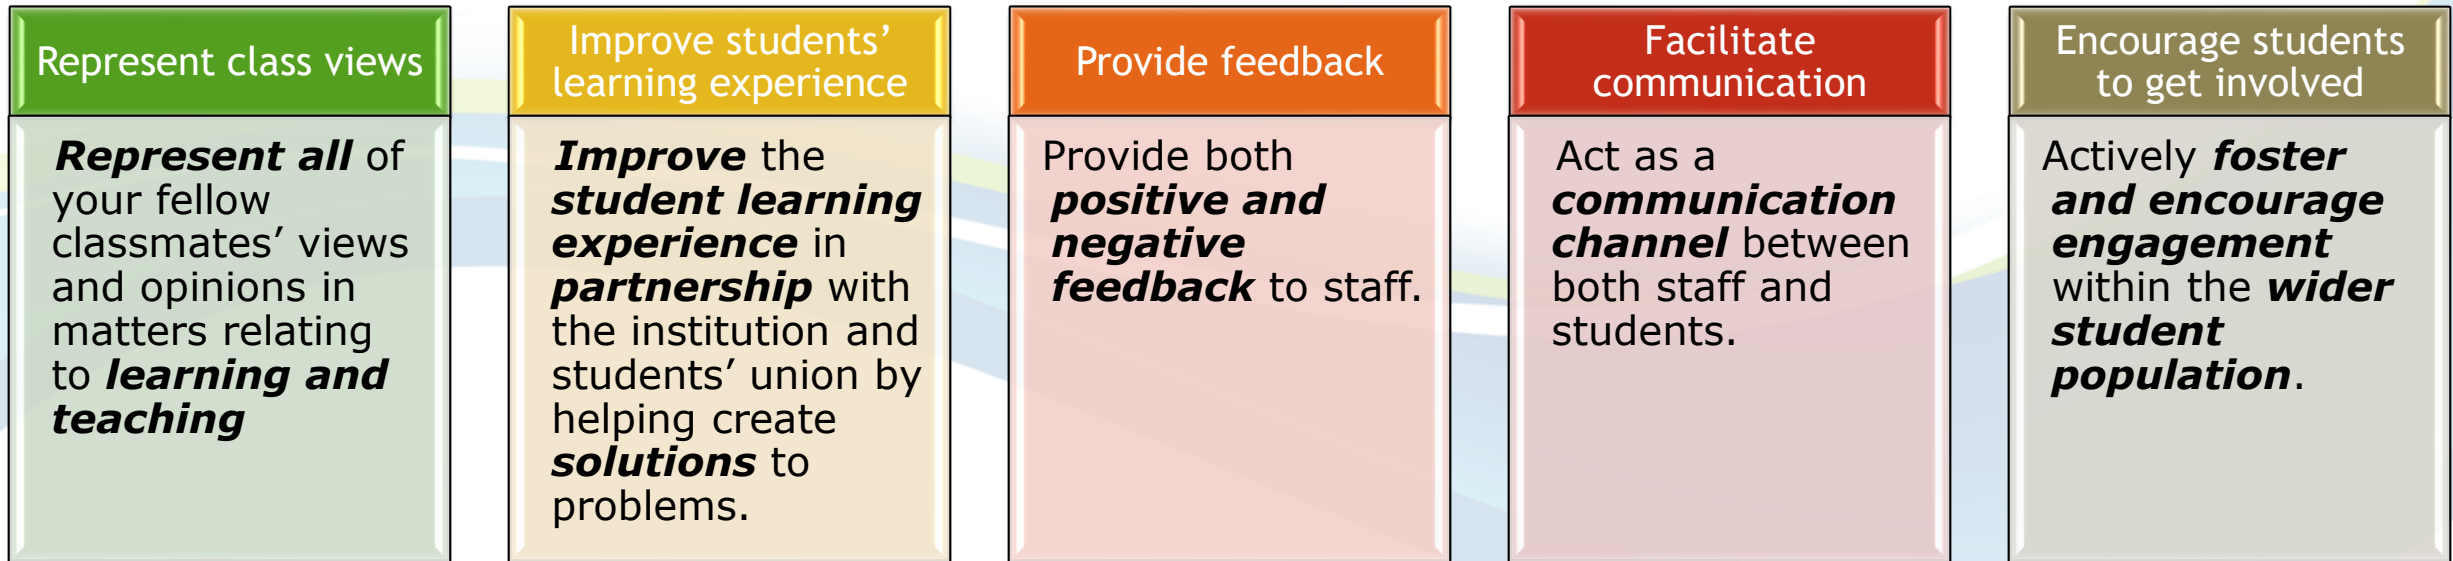 Represent class views
Represent all of
your fellow
classmates’ views
and opinions in
matters relating
to learning and
teaching
Improve students’
learning experience
Improve the
student learning
experience in
partnership with
the institution and
students’ union by
helping create
solutions to
problems.
Provide feedback
Provide both
positive and
negative
feedback to staff.
Facilitate
communication
Act as a
communication
channel between
both staff and
students.
Encourage students
to get involved
Actively foster
and encourage
engagement
within the wider
student
population.